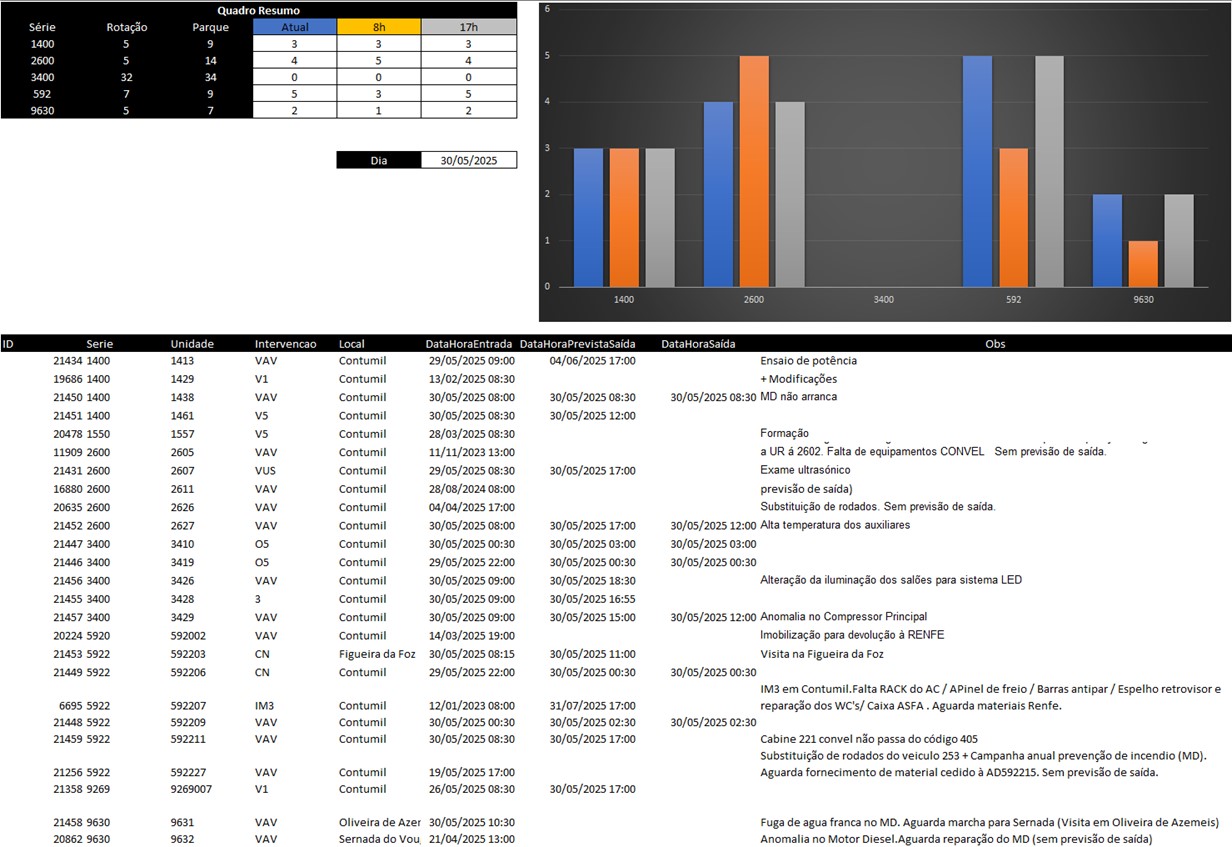 Quadro Resumo
Série Rotação Parque Atual 8h 17h
1400 5 9 3 3 3
2600 5 14 4 5 4
3400 32 34 0 0 0
592 7 9 5 3 5
9630 5 7 2 1 2
Dia 30/05/2025
6
5
4
3
2
1
0
1400 2600 3400 592 9630
ID Serie Unidade Intervencao Local DataHoraEntrada DataHoraPrevistaSaída DataHoraSaída Obs
21434 1400 1413 VAV Contumil 29/05/2025 09:00 04/06/2025 17:00 Ensaio de potência
19686 1400 1429 V1 Contumil 13/02/2025 08:30 + Modificações
21450 1400 1438 VAV Contumil 30/05/2025 08:00 30/05/2025 08:30 30/05/2025 08:30 MD não arranca
21451 1400 1461 V5 Contumil 30/05/2025 08:30 30/05/2025 12:00
20478 1550 1557 V5 Contumil 28/03/2025 08:30 Formação
11909 2600 2605 VAV Contumil 11/11/2023 13:00 a UR á 2602. Falta de equipamentos CONVEL Sem previsão de saída.
21431 2600 2607 VUS Contumil 29/05/2025 08:30 30/05/2025 17:00 Exame ultrasónico
16880 2600 2611 VAV Contumil 28/08/2024 08:00 previsão de saída)
20635 2600 2626 VAV Contumil 04/04/2025 17:00 Substituição de rodados. Sem previsão de saída.
21452 2600 2627 VAV Contumil 30/05/2025 08:00 30/05/2025 17:00 30/05/2025 12:00 Alta temperatura dos auxiliares
21447 3400 3410 O5 Contumil 30/05/2025 00:30 30/05/2025 03:00 30/05/2025 03:00
21446 3400 3419 O5 Contumil 29/05/2025 22:00 30/05/2025 00:30 30/05/2025 00:30
21456 3400 3426 VAV Contumil 30/05/2025 09:00 30/05/2025 18:30 Alteração da iluminação dos salões para sistema LED
21455 3400 3428 3 Contumil 30/05/2025 09:00 30/05/2025 16:55
21457 3400 3429 VAV Contumil 30/05/2025 09:00 30/05/2025 15:00 30/05/2025 12:00 Anomalia no Compressor Principal
20224 5920 592002 VAV Contumil 14/03/2025 19:00 Imobilização para devolução à RENFE
21453 5922 592203 CN Figueira da Foz 30/05/2025 08:15 30/05/2025 11:00 Visita na Figueira da Foz
21449 5922 592206 CN Contumil 29/05/2025 22:00 30/05/2025 00:30 30/05/2025 00:30
IM3 em Contumil.Falta RACK do AC / APinel de freio / Barras antipar / Espelho retrovisor e
6695 5922 592207 IM3 Contumil 12/01/2023 08:00 31/07/2025 17:00 reparação dos WC's/ Caixa ASFA . Aguarda materiais Renfe.
21448 5922 592209 VAV Contumil 30/05/2025 00:30 30/05/2025 02:30 30/05/2025 02:30
21459 5922 592211 VAV Contumil 30/05/2025 08:30 30/05/2025 17:00 Cabine 221 convel não passa do código 405
Substituição de rodados do veiculo 253 + Campanha anual prevenção de incendio (MD).
21256 5922 592227 VAV Contumil 19/05/2025 17:00 Aguarda fornecimento de material cedido à AD592215. Sem previsão de saída.
21358 9269 9269007 V1 Contumil 26/05/2025 08:30 30/05/2025 17:00
21458 9630 9631 VAV Oliveira de Azer 30/05/2025 10:30 Fuga de agua franca no MD. Aguarda marcha para Sernada (Visita em Oliveira de Azemeis)
20862 9630 9632 VAV Sernada do Vou 21/04/2025 13:00 Anomalia no Motor Diesel.Aguarda reparação do MD (sem previsão de saída)